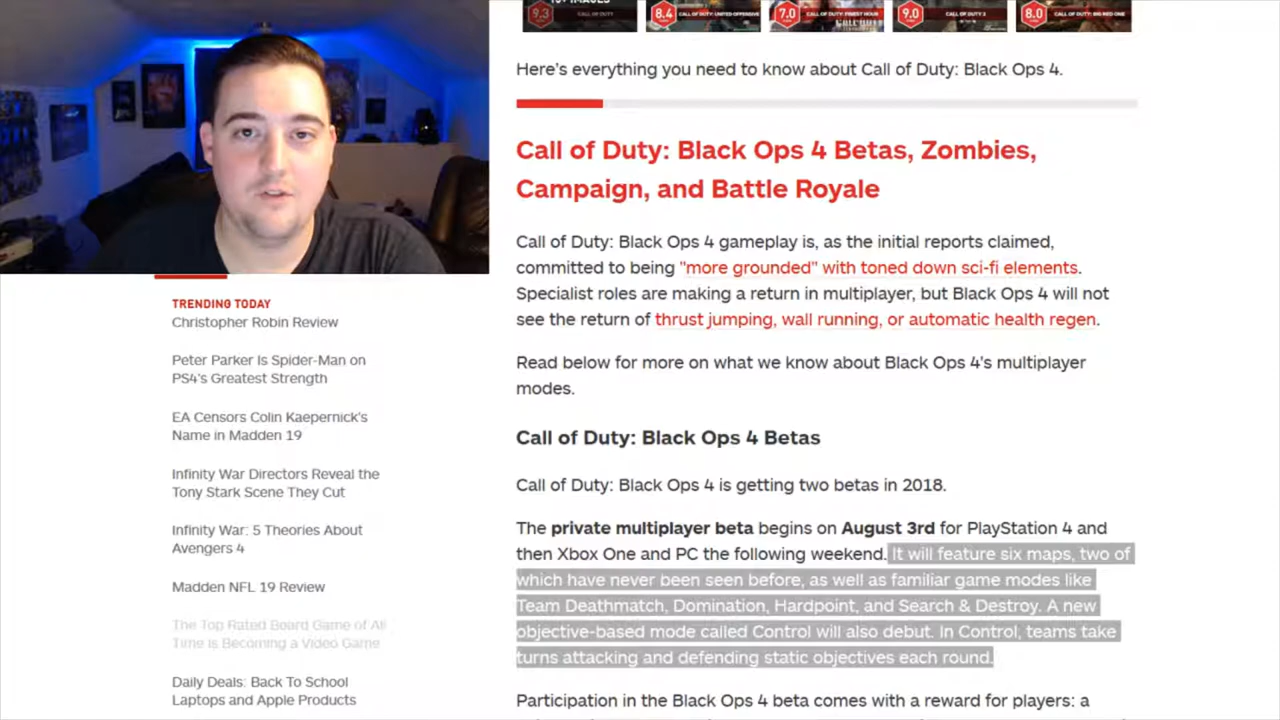 10+ IMAGES
9.3
CALL OF DUTY
8.4
CALL OF DUTY: UNITED OFFENSIVE
7.0
CALL OF DUTY: FINEST HOUR
9.0
CALL OF DUTY 2
8.0
CALL OF DUTY 2: BIG RED ONE
Here's everything you need to know about Call of Duty: Black Ops 4.
Call of Duty: Black Ops 4 Betas, Zombies,
Campaign, and Battle Royale
Call of Duty: Black Ops 4 gameplay is, as the initial reports claimed,
committed to being "more grounded" with toned down sci-fi elements.
Specialist roles are making a return in multiplayer, but Black Ops 4 will not
see the return of thrust jumping, wall running, or automatic health regen.
Read below for more on what we know about Black Ops 4's multiplayer
modes.
Call of Duty: Black Ops 4 Betas
Call of Duty: Black Ops 4 is getting two betas in 2018.
The private multiplayer beta begins on August 3rd for PlayStation 4 and
then Xbox One and PC the following weekend. It will feature six maps, two of
which have never been seen before, as well as familiar game modes like
Team Deathmatch, Domination, Hardpoint, and Search & Destroy. A new
objective-based mode called Control will also debut. In Control, teams take
turns attacking and defending static objectives each round.
Participation in the Black Ops 4 beta comes with a reward for players: a
TRENDING TODAY
Christopher Robin Review
Peter Parker Is Spider-Man on
PS4's Greatest Strength
EA Censors Colin Kaepernick's
Name in Madden 19
Infinity War Directors Reveal the
Tony Stark Scene They Cut
Infinity War: 5 Theories About
Avengers 4
Madden NFL 19 Review
The Top Rated Board Game of All
Time is Becoming a Video Game
Daily Deals: Back To School
Laptops and Apple Products